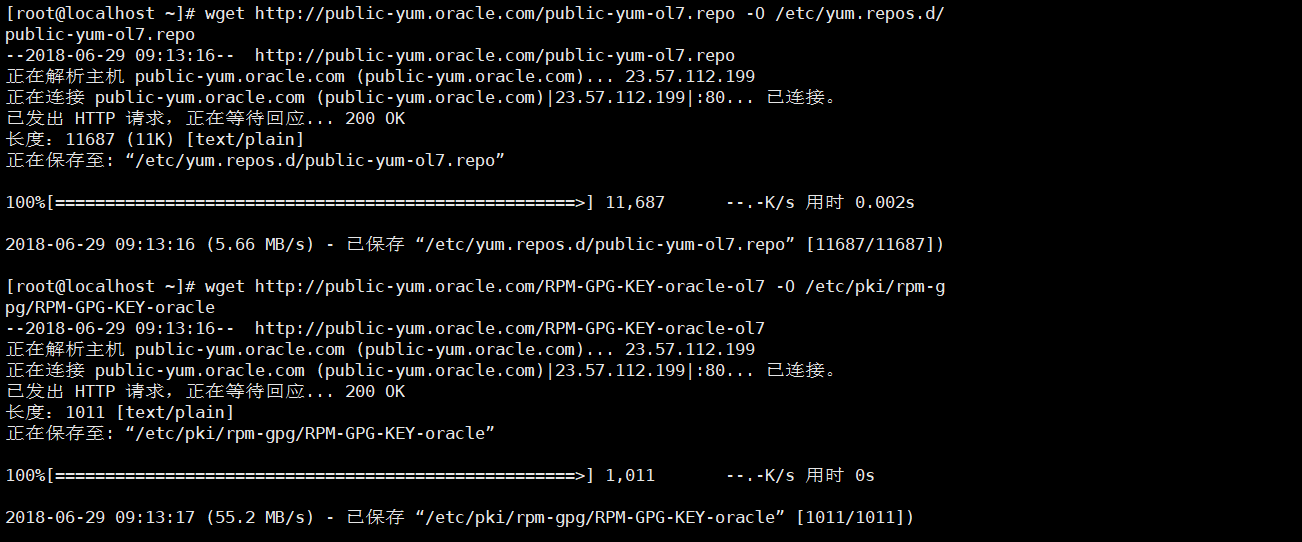 [root@localhost ~]# wget http://public-yum.oracle.com/public-yum-ol7.repo -O /etc/yum.repos.d/
public-yum-ol7.repo
--2018-06-29 09:13:16--  http://public-yum.oracle.com/public-yum-ol7.repo
正在解析主机 public-yum.oracle.com (public-yum.oracle.com)... 23.57.112.199
正在连接 public-yum.oracle.com (public-yum.oracle.com)|23.57.112.199|:80... 已连接。
已发出 HTTP 请求，正在等待回应... 200 OK
长度：11687 (11K) [text/plain]
正在保存至: “/etc/yum.repos.d/public-yum-ol7.repo”
100%[====================================================>] 11,687      --.-K/s 用时 0.002s
2018-06-29 09:13:16 (5.66 MB/s) - 已保存 “/etc/yum.repos.d/public-yum-ol7.repo” [11687/11687])
[root@localhost ~]# wget http://public-yum.oracle.com/RPM-GPG-KEY-oracle-ol7 -O /etc/pki/rpm-g
pg/RPM-GPG-KEY-oracle
--2018-06-29 09:13:16--  http://public-yum.oracle.com/RPM-GPG-KEY-oracle-ol7
正在解析主机 public-yum.oracle.com (public-yum.oracle.com)... 23.57.112.199
正在连接 public-yum.oracle.com (public-yum.oracle.com)|23.57.112.199|:80... 已连接。
已发出 HTTP 请求，正在等待回应... 200 OK
长度：1011 [text/plain]
正在保存至: “/etc/pki/rpm-gpg/RPM-GPG-KEY-oracle”
100%[====================================================>] 1,011       --.-K/s 用时 0s
2018-06-29 09:13:17 (55.2 MB/s) - 已保存 “/etc/pki/rpm-gpg/RPM-GPG-KEY-oracle” [1011/1011])